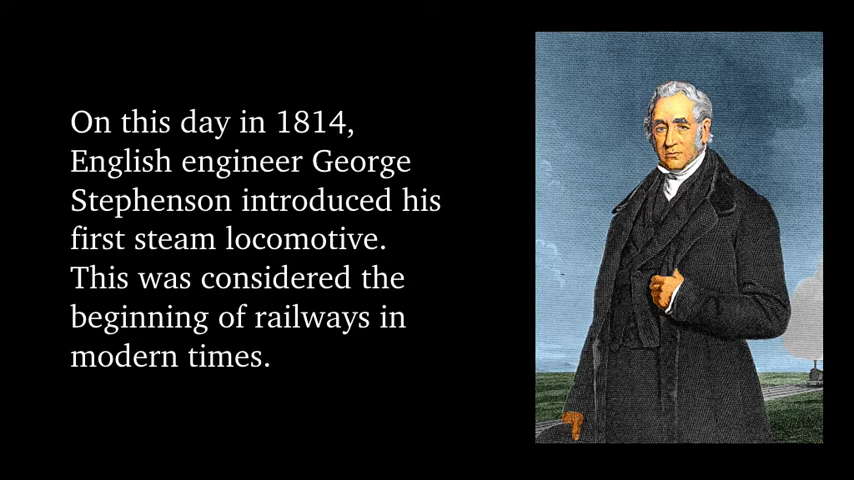 On this day in 1814,
English engineer George
Stephenson introduced his
first steam locomotive.
This was considered the
beginning of railways in
modern times.